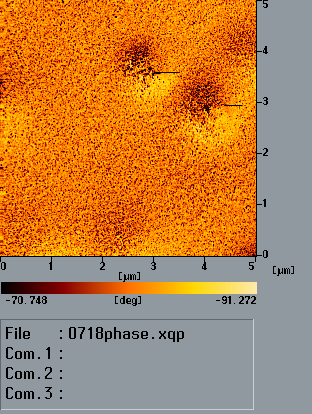 5
4
3
2
1
0
0 1 2 3 4 5
[µm] [µm]
-70.748 [deg] -91.272
File : 0718phase.xqp
Com.1 :
Com.2 :
Com.3 :